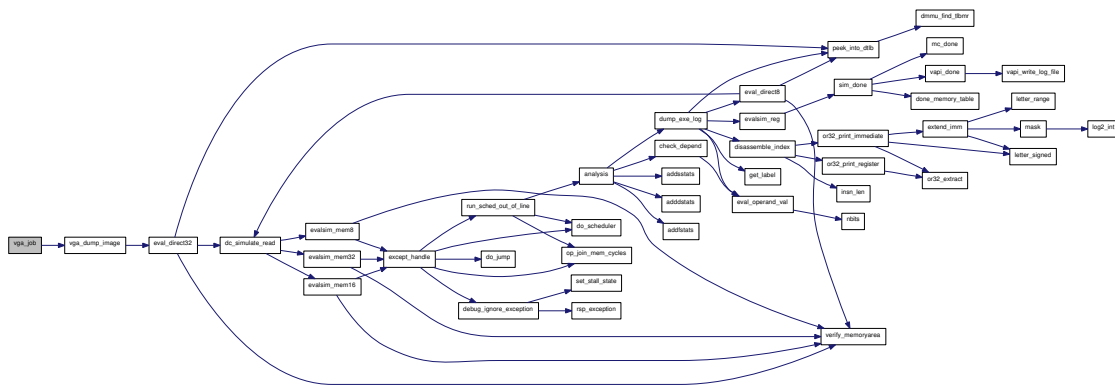 dmmu_find_tlbmr
peek_into_dtlb
mc_done
sim_done
vapi_done
vapi_write_log_file
done_memory_table
eval_direct8
evalsim_reg
dump_exe_log
letter_range
extend_imm
mask
log2_int
letter_signed
or32_print_immediate
disassemble_index
or32_print_register
or32_extract
insn_len
check_depend
get_label
analysis
addsstats
adddstats
addfstats
eval_operand_val
nbits
run_sched_out_of_line
do_scheduler
op_join_mem_cycles
evalsim_mem8
vga_job
vga_dump_image
eval_direct32
dc_simulate_read
evalsim_mem32
except_handle
do_jump
evalsim_mem16
set_stall_state
debug_ignore_exception
rsp_exception
verify_memoryarea